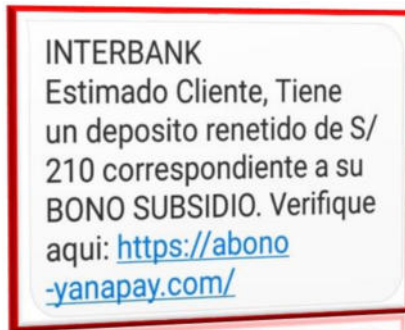 INTERBANK
Estimado Cliente, Tiene
un deposito renetido de S/
210 correspondiente a su
BONO SUBSIDIO. Verifique
aqui: https://abono
-yanapay.com/